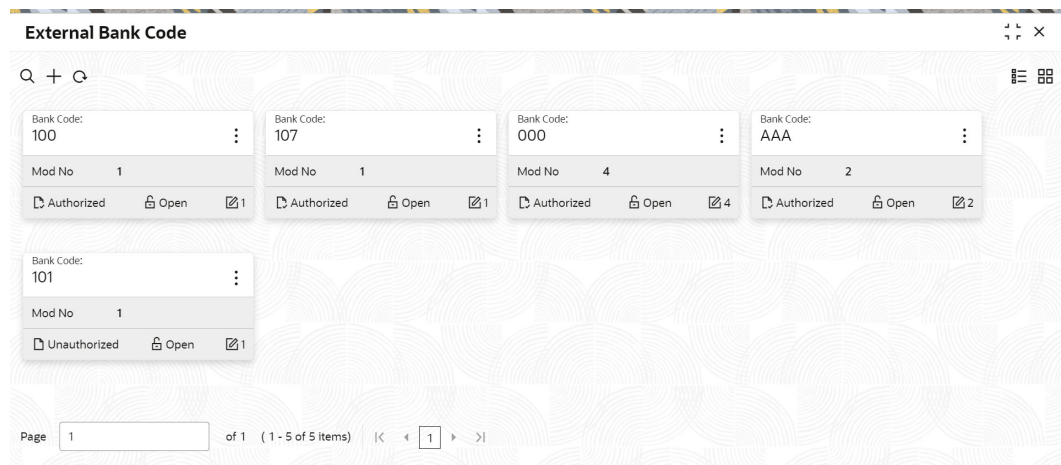 External Bank Code
Bank Code:
100
Mod No 1
Authorized Open 1
Bank Code:
107
Mod No 1
Authorized Open 1
Bank Code:
000
Mod No 4
Authorized Open 4
Bank Code:
AAA
Mod No 2
Authorized Open 2
Bank Code:
101
Mod No 1
Unauthorized Open 1
Page 1 of 1 (1 - 5 of 5 items) 1